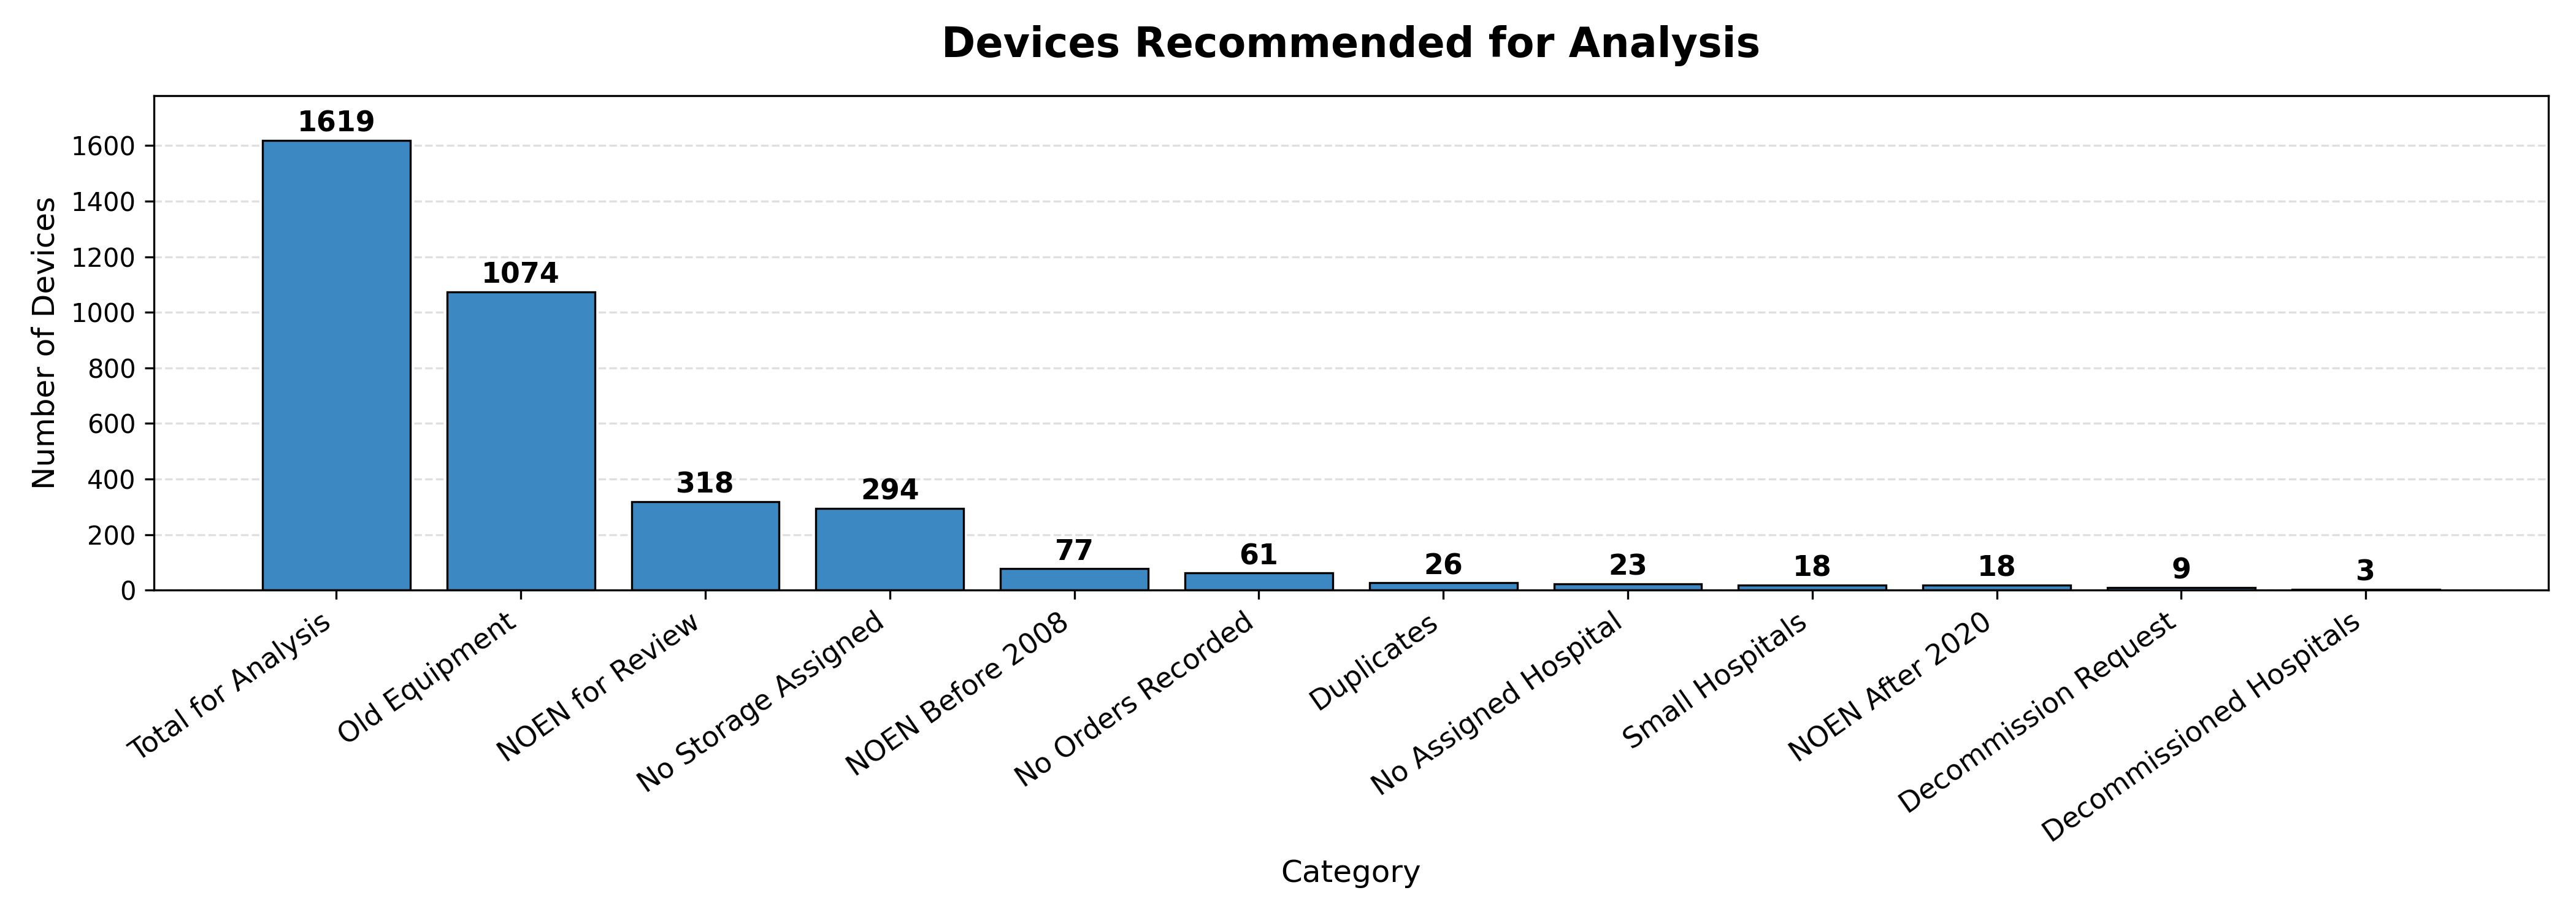 Devices Recommended for Analysis
Number of Devices
1600
1400
1200
1000
800
600
400
200
0
1619
1074
318
294
77
61
26
23
18
18
9
3
Total for Analysis
Old Equipment
NOEN for Review
No Storage Assigned
NOEN Before 2008
No Orders Recorded
Duplicates
No Assigned Hospital
Small Hospitals
NOEN After 2020
Decommission Request
Decommissioned Hospitals
Category